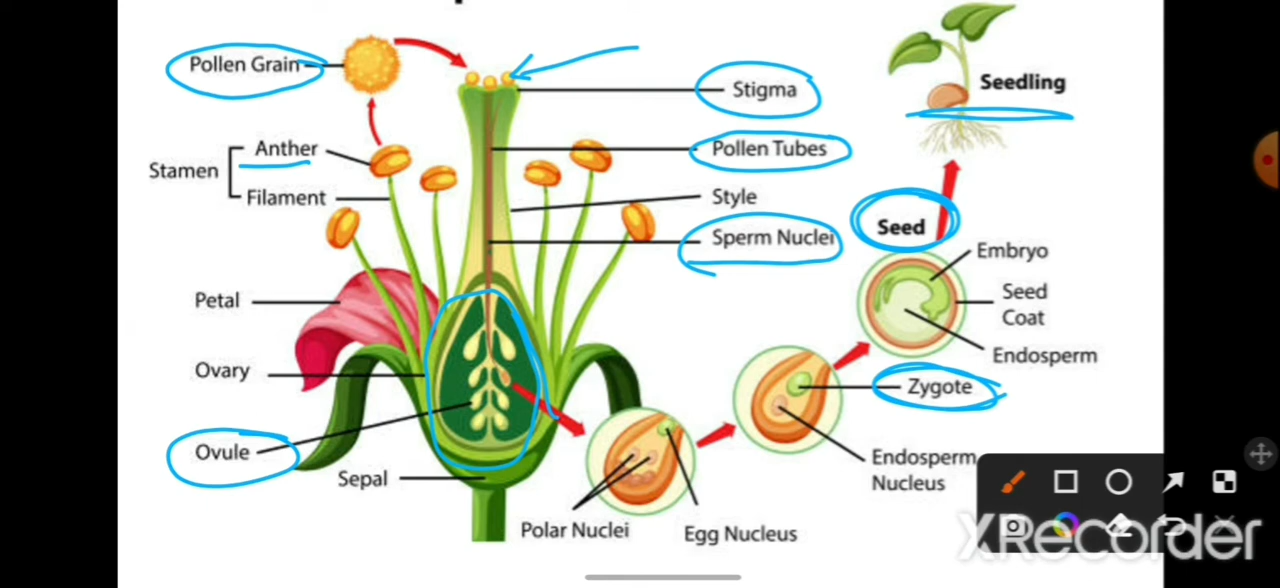 Pollen Grain
Stigma
Seedling
Anther
Pollen Tubes
Stamen
Filament
Style
Seed
Sperm Nuclei
Embryo
Petal
Seed
Coat
Endosperm
Ovary
Zygote
Ovule
Endosperm
Nucleus
Sepal
Polar Nuclei
Egg Nucleus
XRecorder